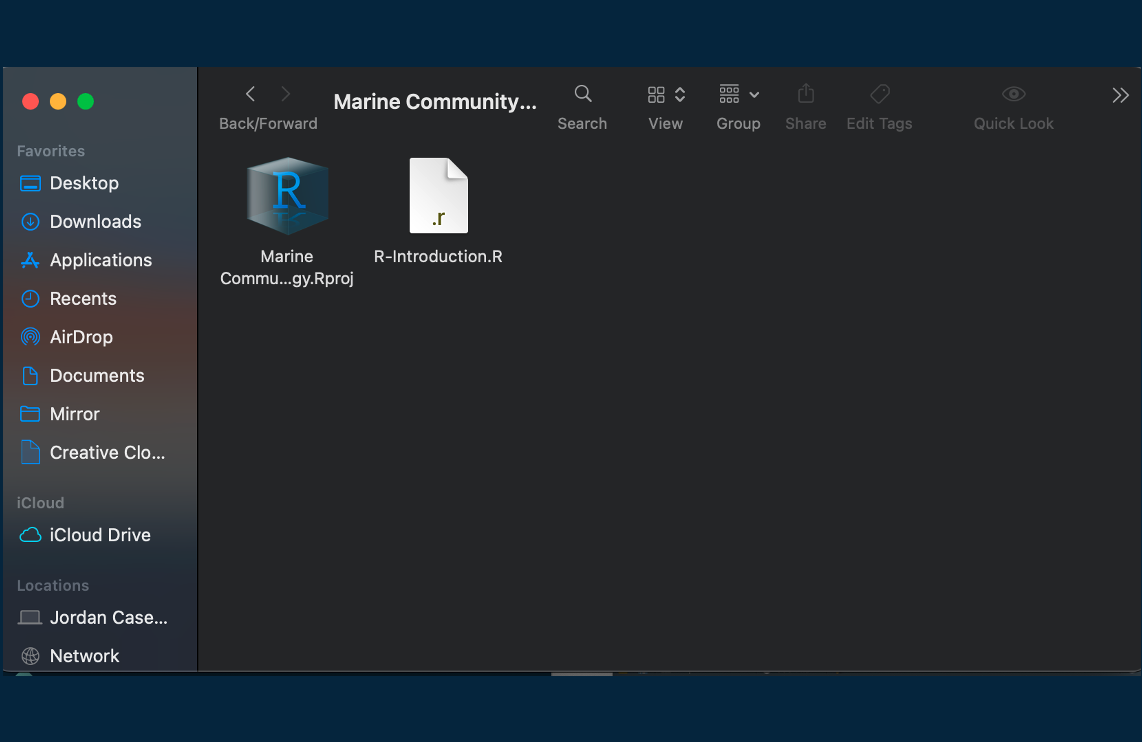 Marine Community...
Back/Forward
Search
View
Group
Share
Edit Tags
Quick Look
Favorites
Desktop
Downloads
Applications
Recents
AirDrop
Documents
Mirror
Creative Clo...
iCloud
iCloud Drive
Locations
Jordan Case...
Network
R
Marine
Commu...gy.Rproj
.r
R-Introduction.R